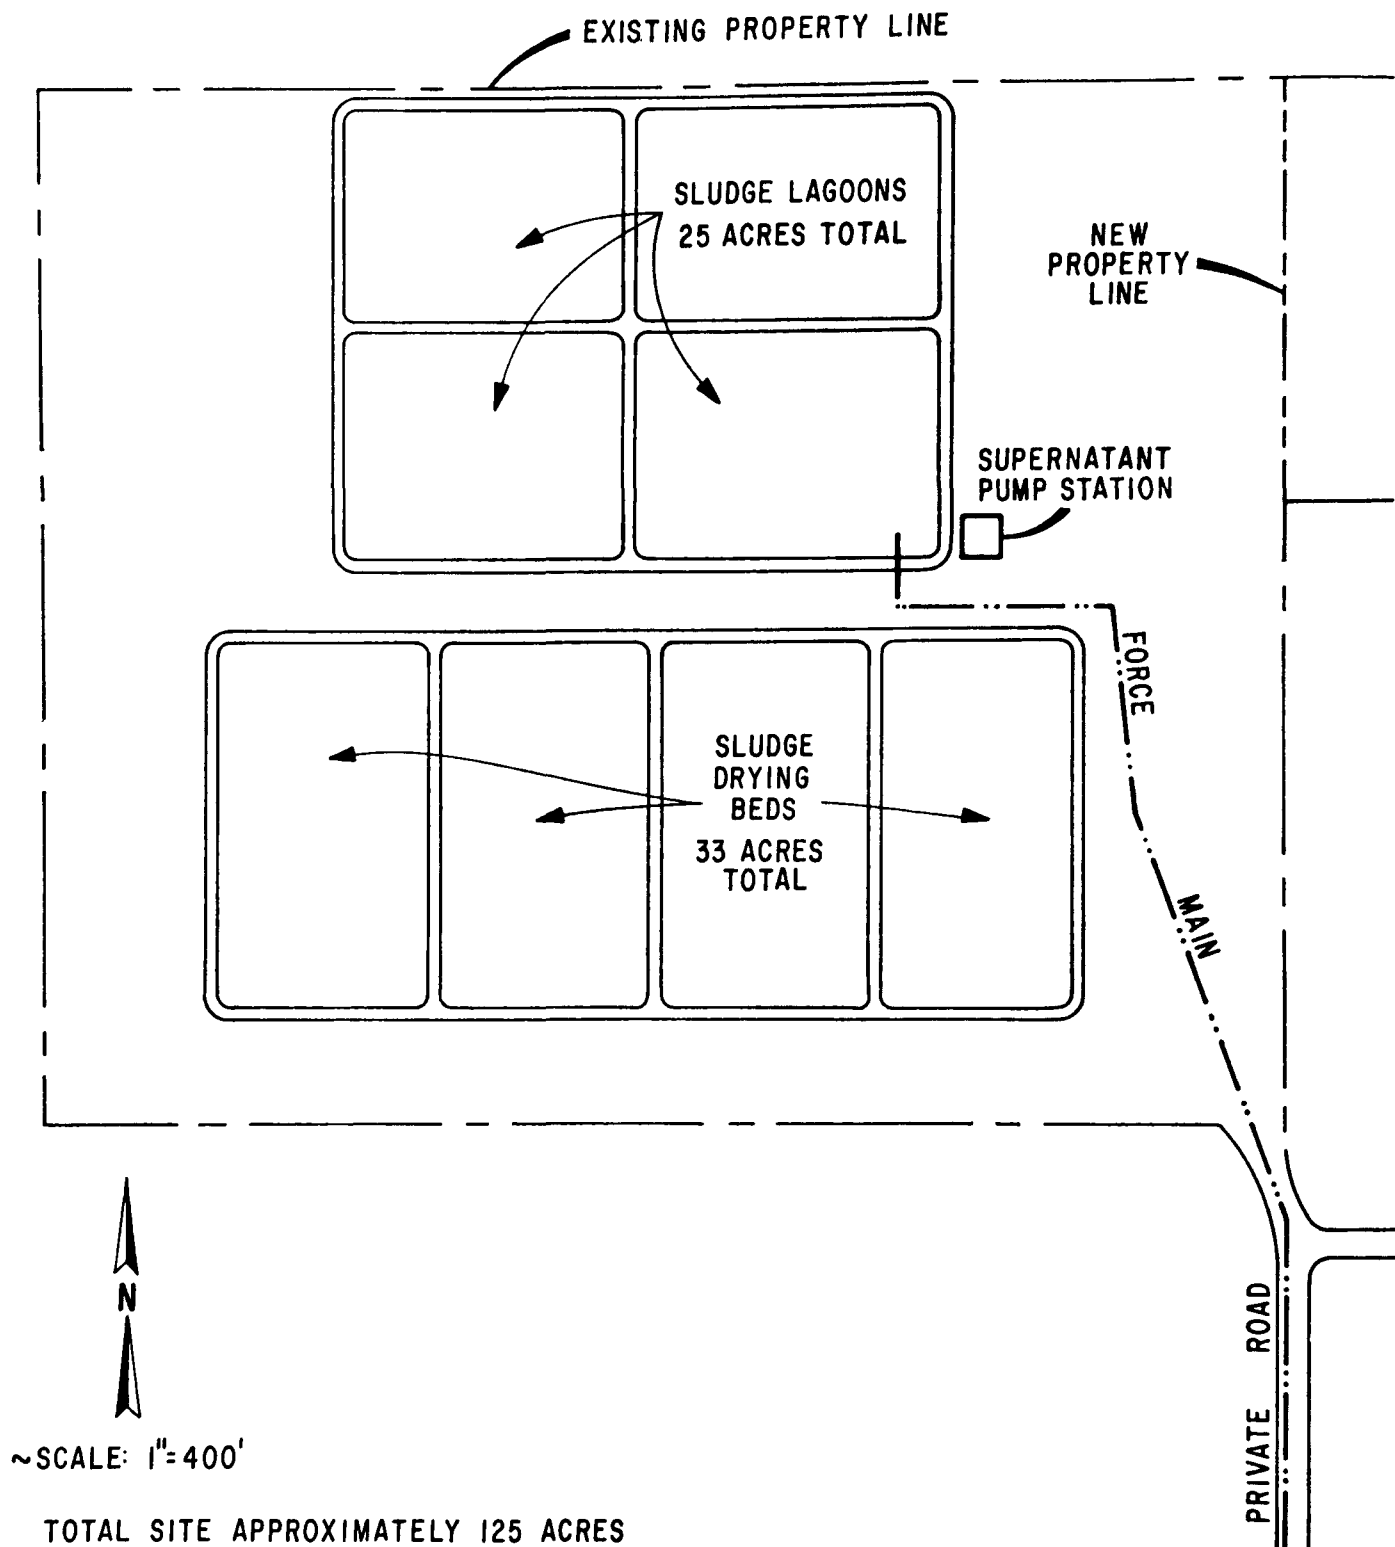 EXISTING PROPERTY LINE
SLUDGE LAGOONS
25 ACRES TOTAL
NEW
PROPERTY
LINE
SUPERNATANT
PUMP STATION
FORCE
MAIN
SLUDGE
DRYING
BEDS
33 ACRES
TOTAL
N
PRIVATE ROAD
~SCALE: 1"=400'
TOTAL SITE APPROXIMATELY 125 ACRES